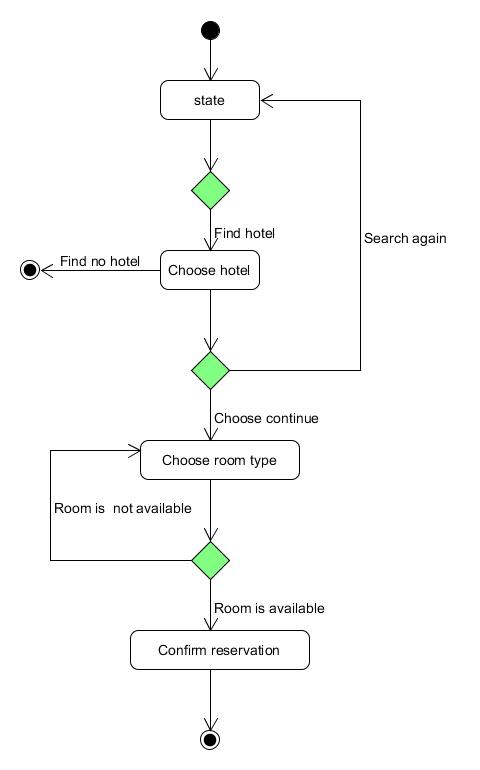 state
Find hotel
Search again
Find no hotel
Choose hotel
Choose continue
Choose room type
Room is  not available
Room is available
Confirm reservation